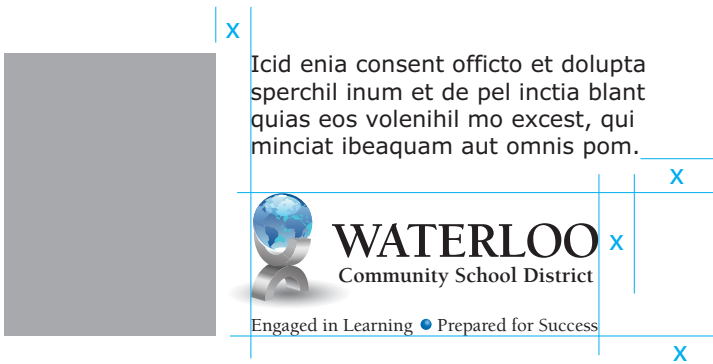 x
Icid enia consent officto et dolupta
sperchil inum et de pel inctia blant
quias eos volenihil mo excest, qui
minciat ibeaquam aut omnis pom.
x
WATERLOO
x
Community School District
Engaged in Learning Prepared for Success
x